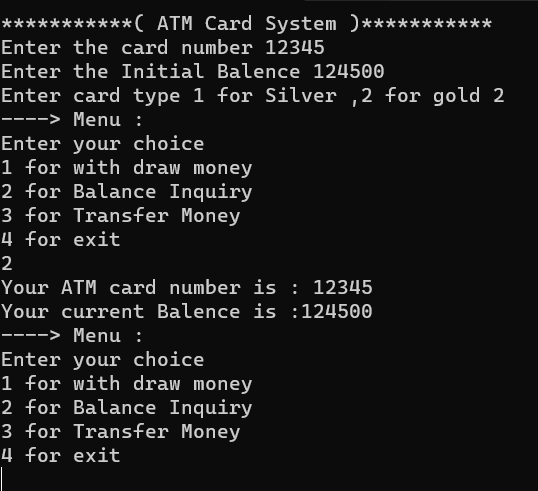 ***********( ATM Card System )***********
Enter the card number 12345
Enter the Initial Balence 124500
Enter card type 1 for Silver ,2 for gold 2
----> Menu :
Enter your choice
1 for with draw money
2 for Balance Inquiry
3 for Transfer Money
4 for exit
2
Your ATM card number is : 12345
Your current Balence is :124500
----> Menu :
Enter your choice
1 for with draw money
2 for Balance Inquiry
3 for Transfer Money
4 for exit